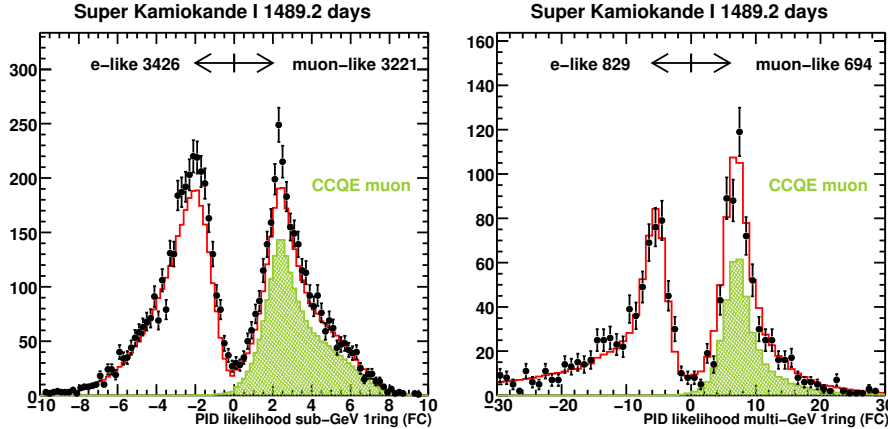 Super Kamiokande I 1489.2 days
e-like 3426
muon-like 3221
CCQE muon
300
250
200
150
100
50
0
−10 −8 −6 −4 −2 0 2 4 6 8 10
PID likelihood sub−GeV 1ring (FC)
Super Kamiokande I 1489.2 days
e-like 829
muon-like 694
CCQE muon
160
140
120
100
80
60
40
20
0
−30 −20 −10 0 10 20 30
PID likelihood multi−GeV 1ring (FC)